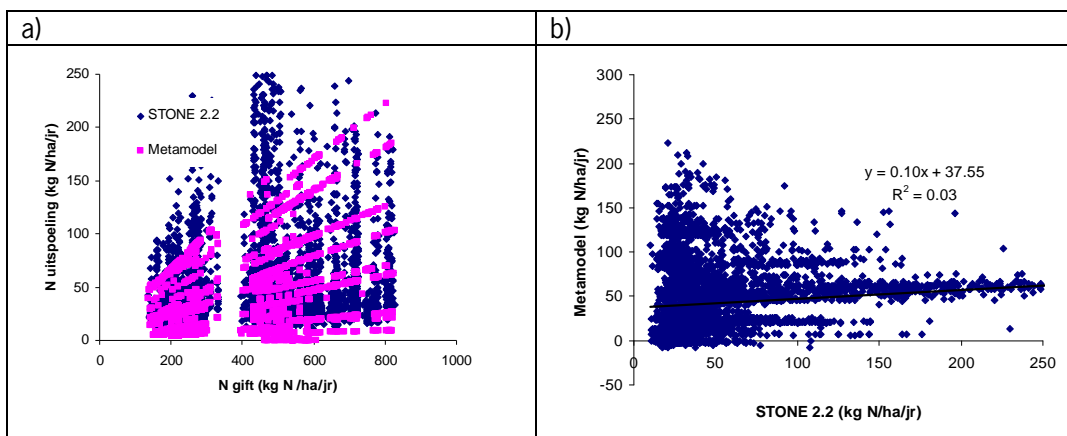 a)
250
200
150
100
50
0
0
200
400
600
800
1000
N uitspoeling (kg N/ha/jr)
N gift (kg N /ha/jr)
STONE 2.2
Metamodel
b)
300
250
200
150
100
50
0
-50
0
50
100
150
200
250
Metamodel (kg N/ha/jr)
STONE 2.2 (kg N/ha/jr)
y = 0.10x + 37.55
R² = 0.03